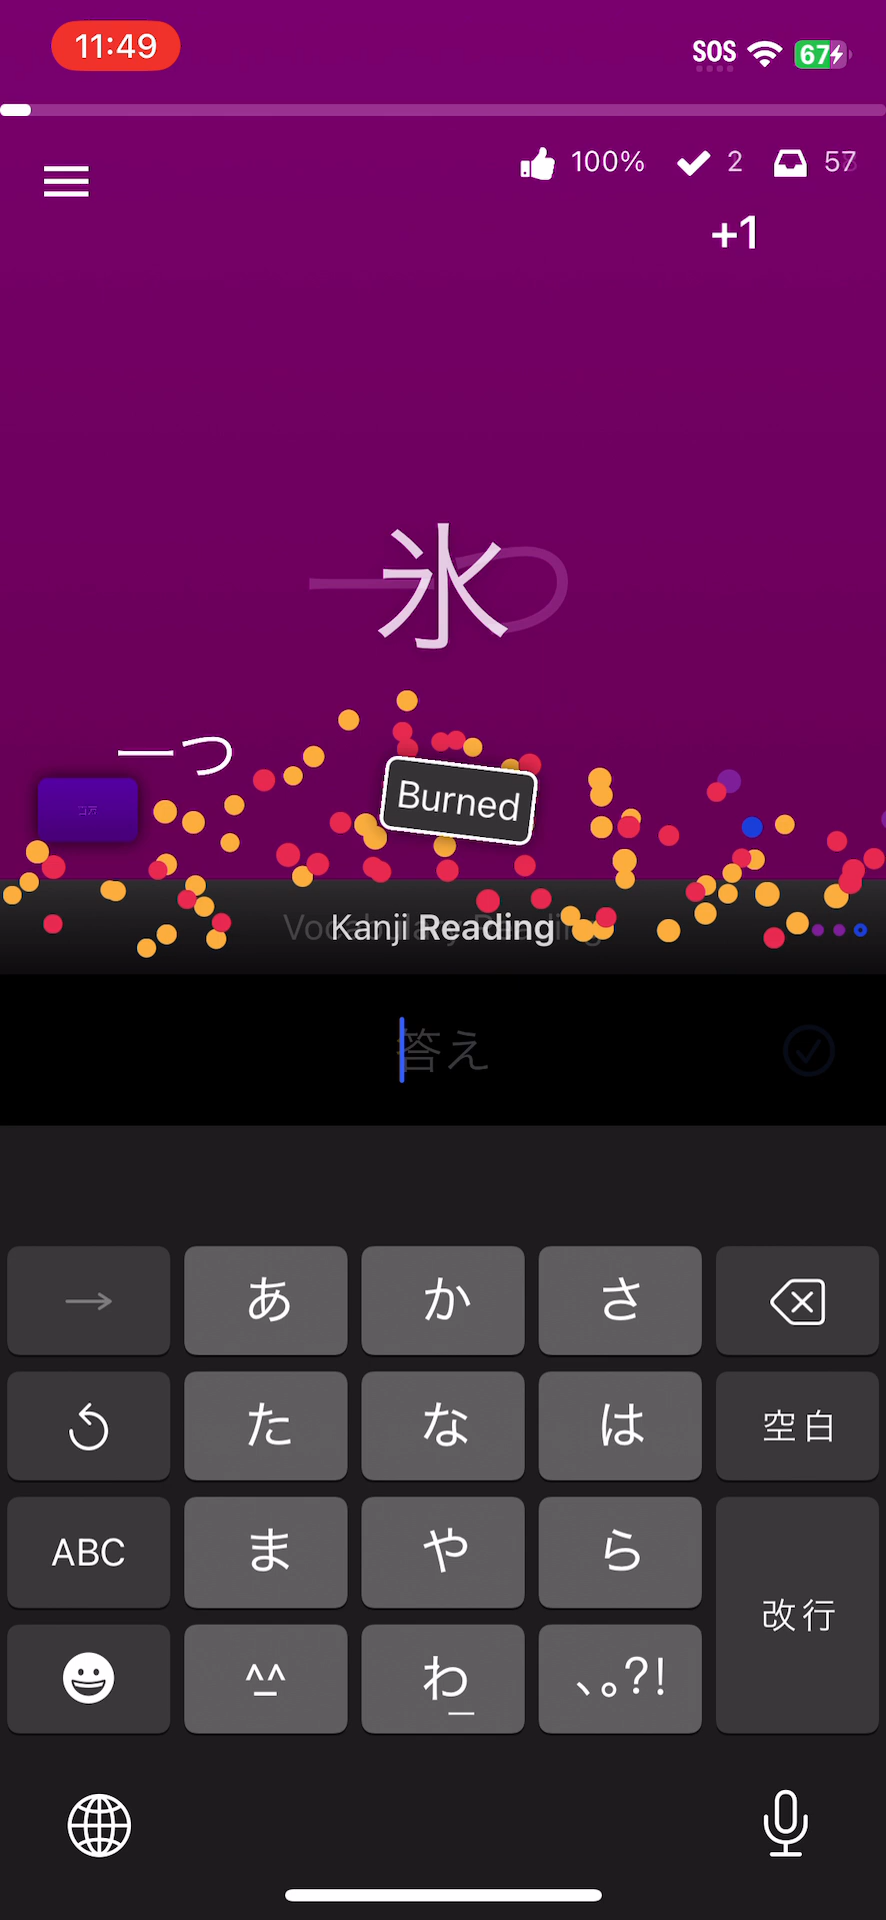 11:49 SOS 67
100% 2 57
+1
氷
一つ
Burned
Kanji Reading
答え
あ か さ
た な は 空白
ABC ま や ら
改行
^^ わ 、。?!